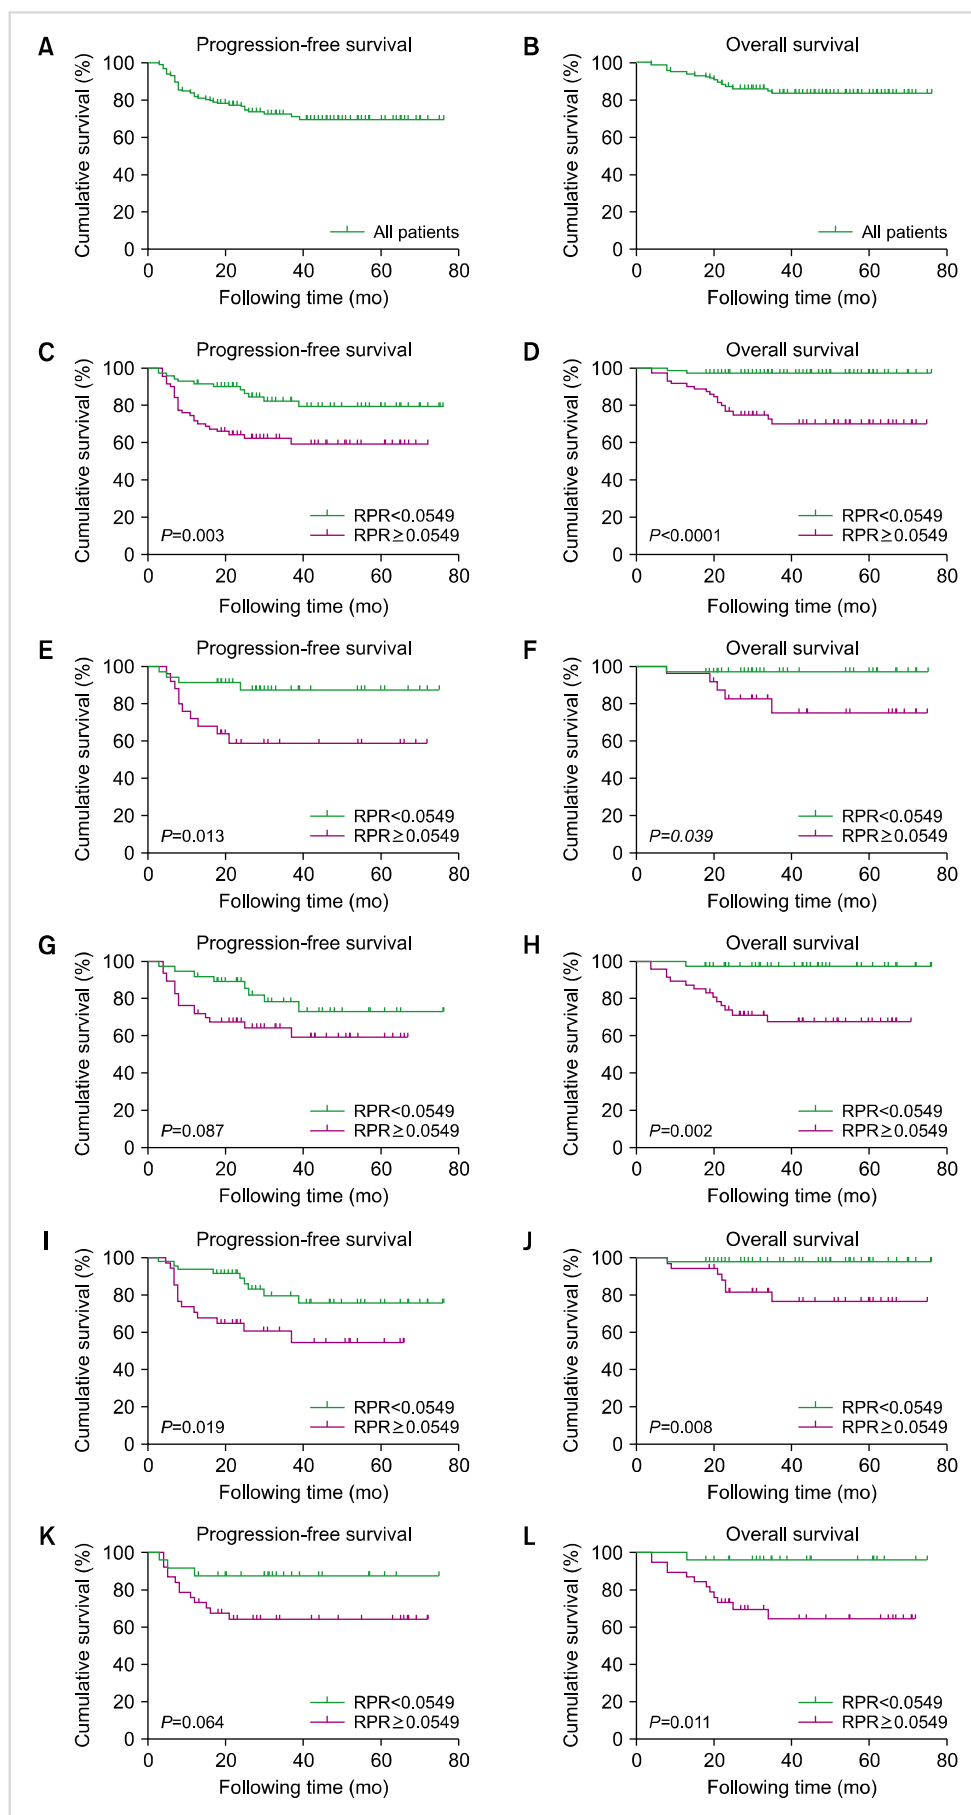 A
Progression-free survival
Cumulative survival (%)
100
80
60
40
20
0
All patients
0 20 40 60 80
Following time (mo)
B
Overall survival
Cumulative survival (%)
100
80
60
40
20
0
All patients
0 20 40 60 80
Following time (mo)
C
Progression-free survival
Cumulative survival (%)
100
80
60
40
20
0
RPR<0.0549
P=0.003
RPR≥0.0549
0 20 40 60 80
Following time (mo)
D
Overall survival
Cumulative survival (%)
100
80
60
40
20
0
RPR<0.0549
P<0.0001
RPR≥0.0549
0 20 40 60 80
Following time (mo)
E
Progression-free survival
Cumulative survival (%)
100
80
60
40
20
0
RPR<0.0549
P=0.013
RPR≥0.0549
0 20 40 60 80
Following time (mo)
F
Overall survival
Cumulative survival (%)
100
80
60
40
20
0
RPR<0.0549
P=0.039
RPR≥0.0549
0 20 40 60 80
Following time (mo)
G
Progression-free survival
Cumulative survival (%)
100
80
60
40
20
0
RPR<0.0549
P=0.087
RPR≥0.0549
0 20 40 60 80
Following time (mo)
H
Overall survival
Cumulative survival (%)
100
80
60
40
20
0
RPR<0.0549
P=0.002
RPR≥0.0549
0 20 40 60 80
Following time (mo)
I
Progression-free survival
Cumulative survival (%)
100
80
60
40
20
0
RPR<0.0549
P=0.019
RPR≥0.0549
0 20 40 60 80
Following time (mo)
J
Overall survival
Cumulative survival (%)
100
80
60
40
20
0
RPR<0.0549
P=0.008
RPR≥0.0549
0 20 40 60 80
Following time (mo)
K
Progression-free survival
Cumulative survival (%)
100
80
60
40
20
0
RPR<0.0549
P=0.064
RPR≥0.0549
0 20 40 60 80
Following time (mo)
L
Overall survival
Cumulative survival (%)
100
80
60
40
20
0
RPR<0.0549
P=0.011
RPR≥0.0549
0 20 40 60 80
Following time (mo)